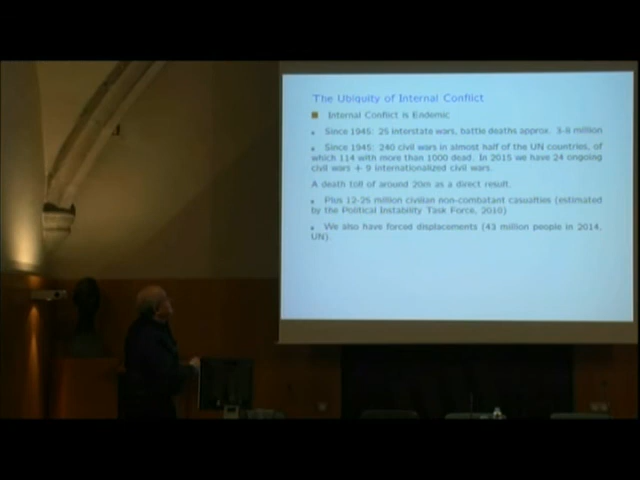 The Ubiquity of Internal Conflict
Internal Conflict is Endemic
Since 1945: 25 interstate wars, battle deaths approx. 3-8 million
Since 1945: 240 civil wars in almost half of the UN countries, of
which 114 with more than 1000 dead. In 2015 we have 24 ongoing
civil wars + 9 internationalized civil wars.
A death toll of around 20m as a direct result.
Plus 12-25 million civilian non-combatant casualties (estimated
by the Political Instability Task Force, 2010)
We also have forced displacements (43 million people in 2014,
UN).